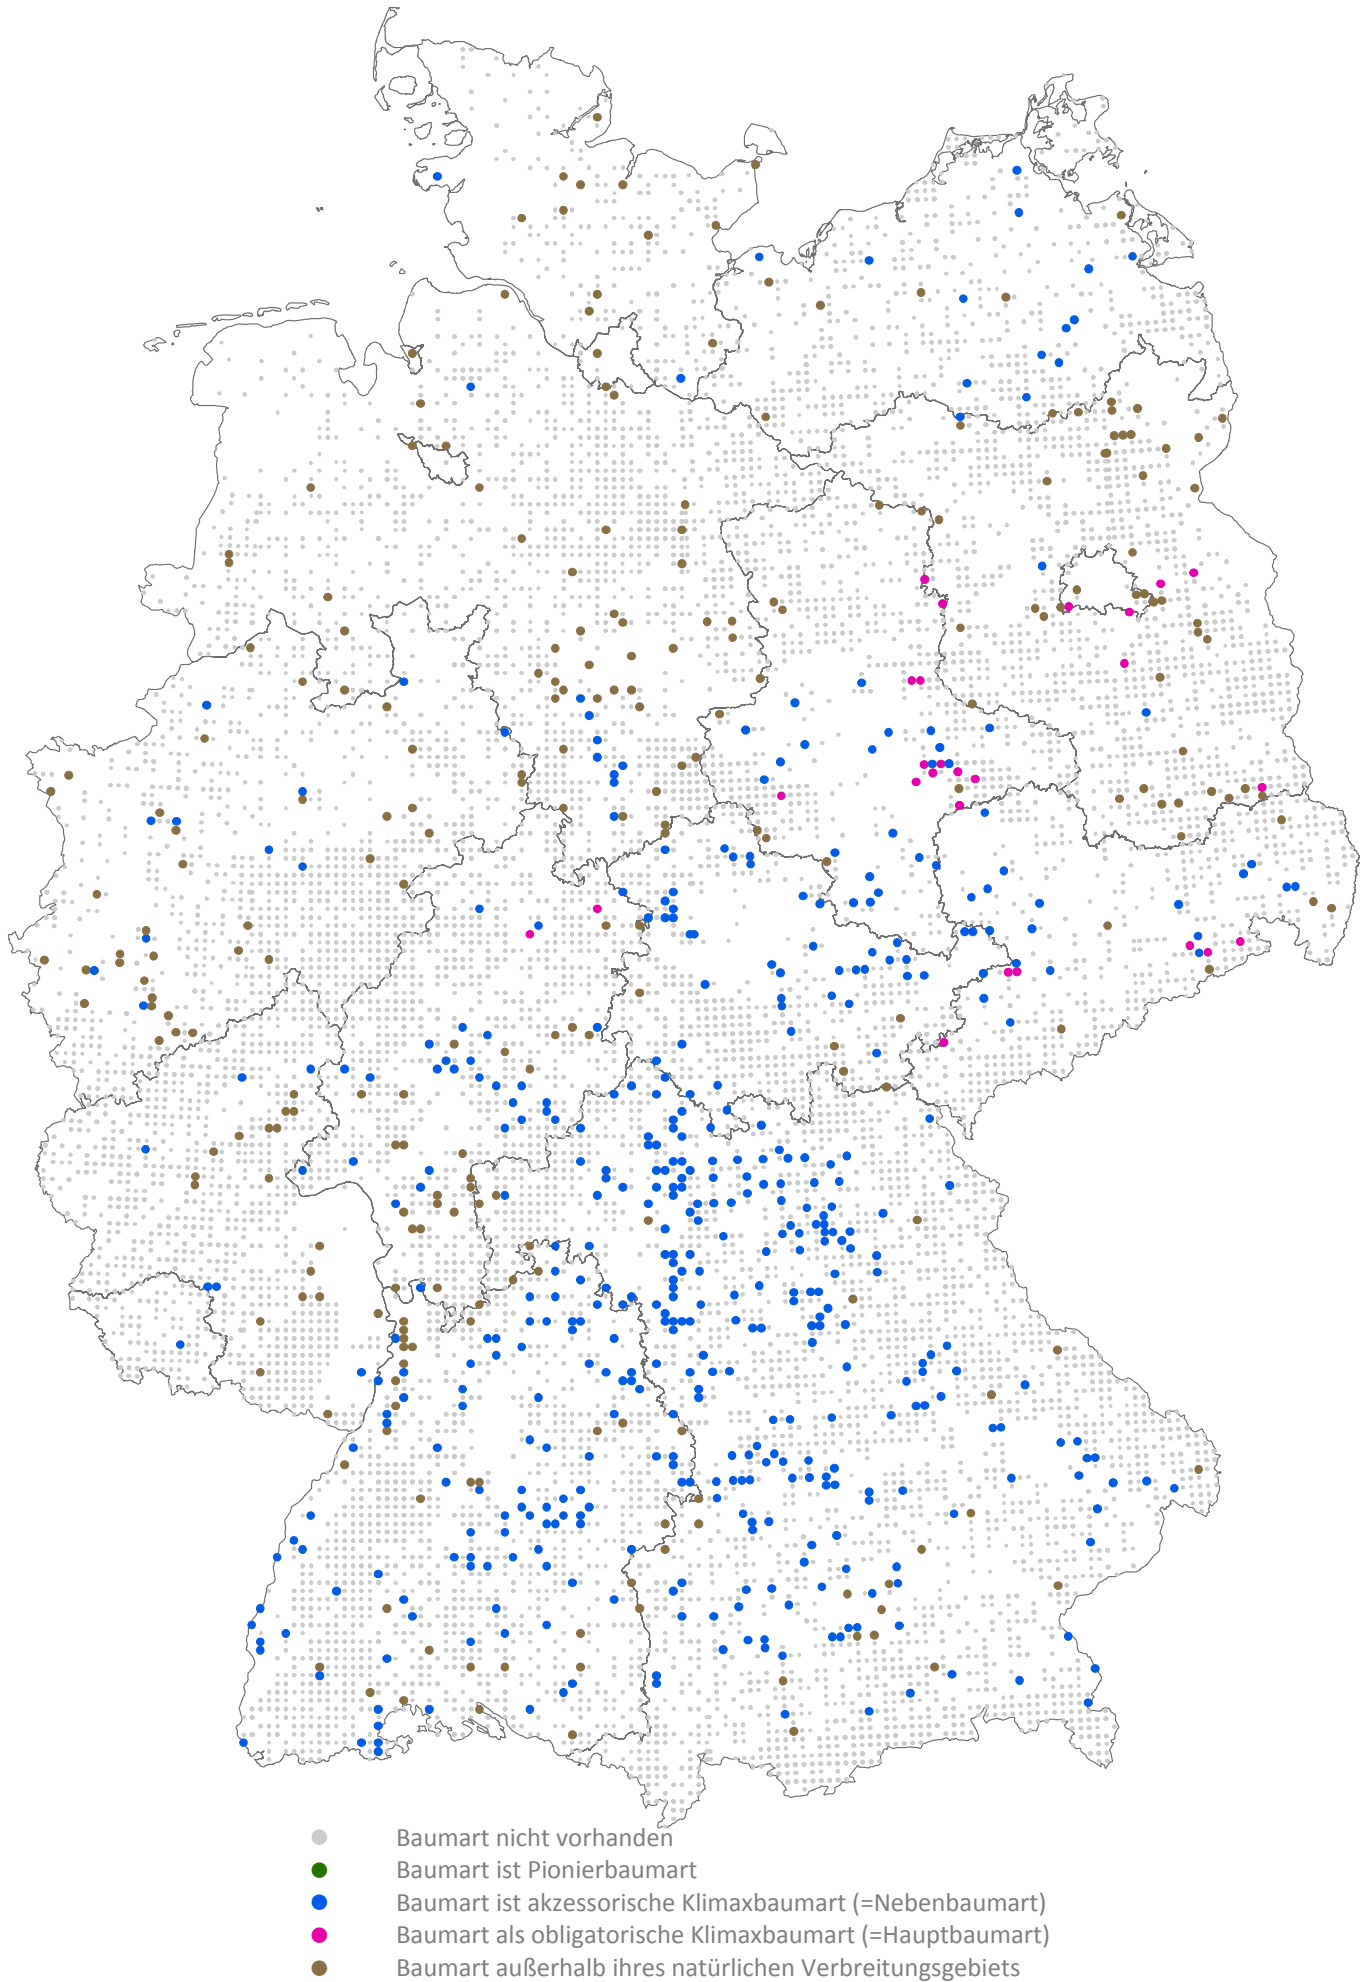 Baumart nicht vorhanden
Baumart ist Pionierbaumart
Baumart ist akzessorische Klimaxbaumart (=Nebenbaumart)
Baumart als obligatorische Klimaxbaumart (=Hauptbaumart)
Baumart außerhalb ihres natürlichen Verbreitungsgebiets